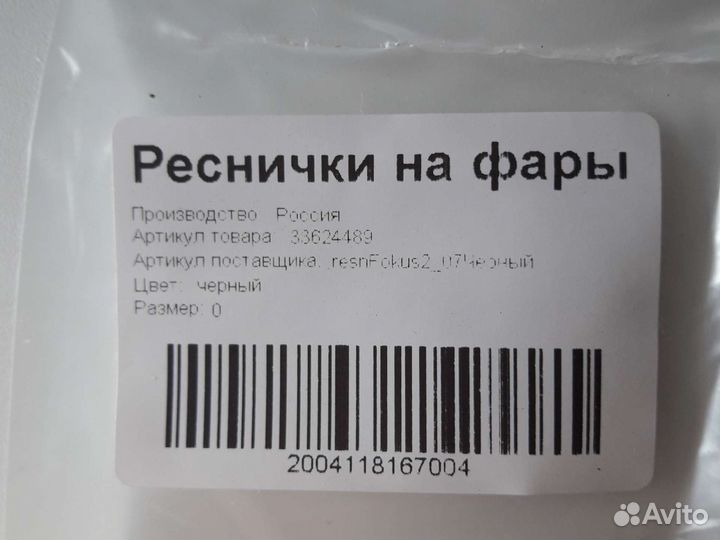 Реснички на фары
Производство: Россия
Артикул товара: 33624489
Артикул поставщика: resnFokus2_07Черный
Цвет: черный
Размер: 0
2004118167004
Avito